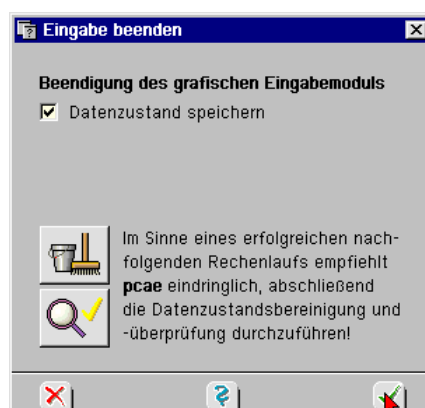 Eingabe beenden
Beendigung des grafischen Eingabemoduls
Datenzustand speichern
Im Sinne eines erfolgreichen nach-
folgenden Rechenlaufs empfiehlt
pcae eindringlich, abschließend
die Datenzustandsbereinigung und
-überprüfung durchzuführen!